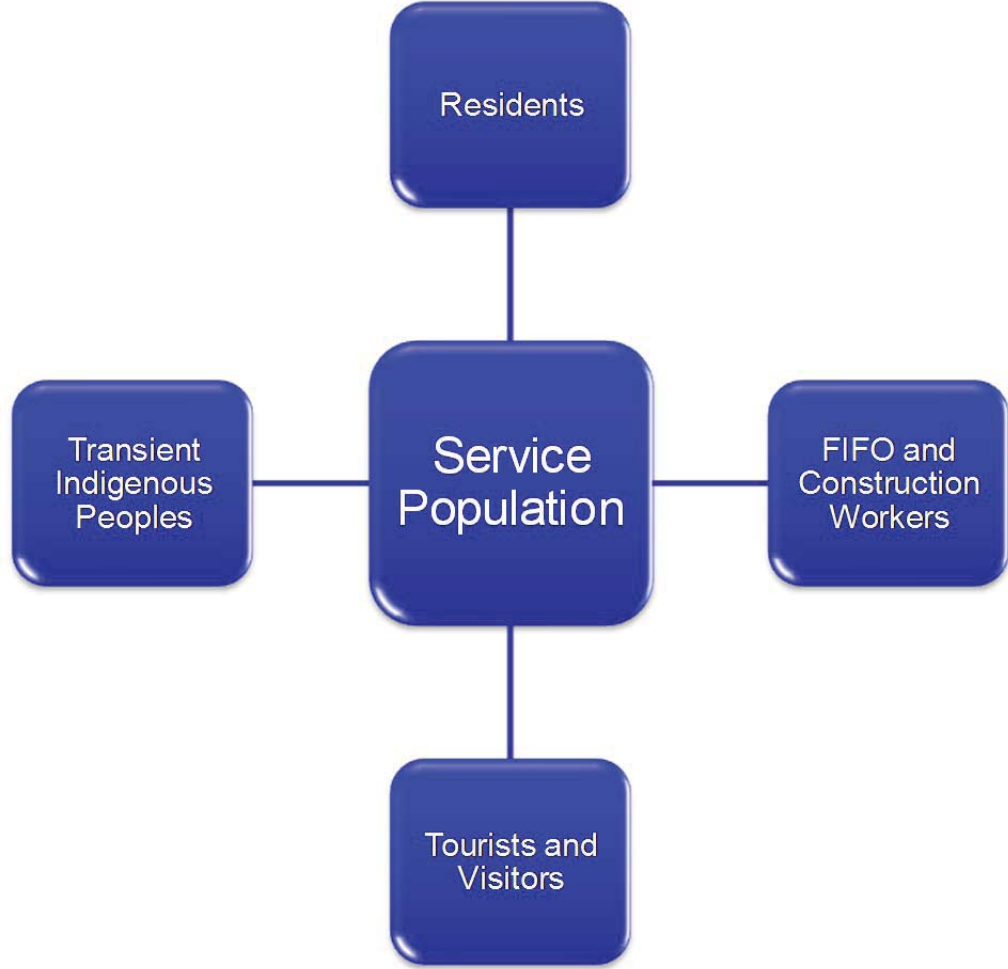 Residents
Transient
Indigenous
Peoples
Service
Population
FIFO and
Construction
Workers
Tourists and
Visitors